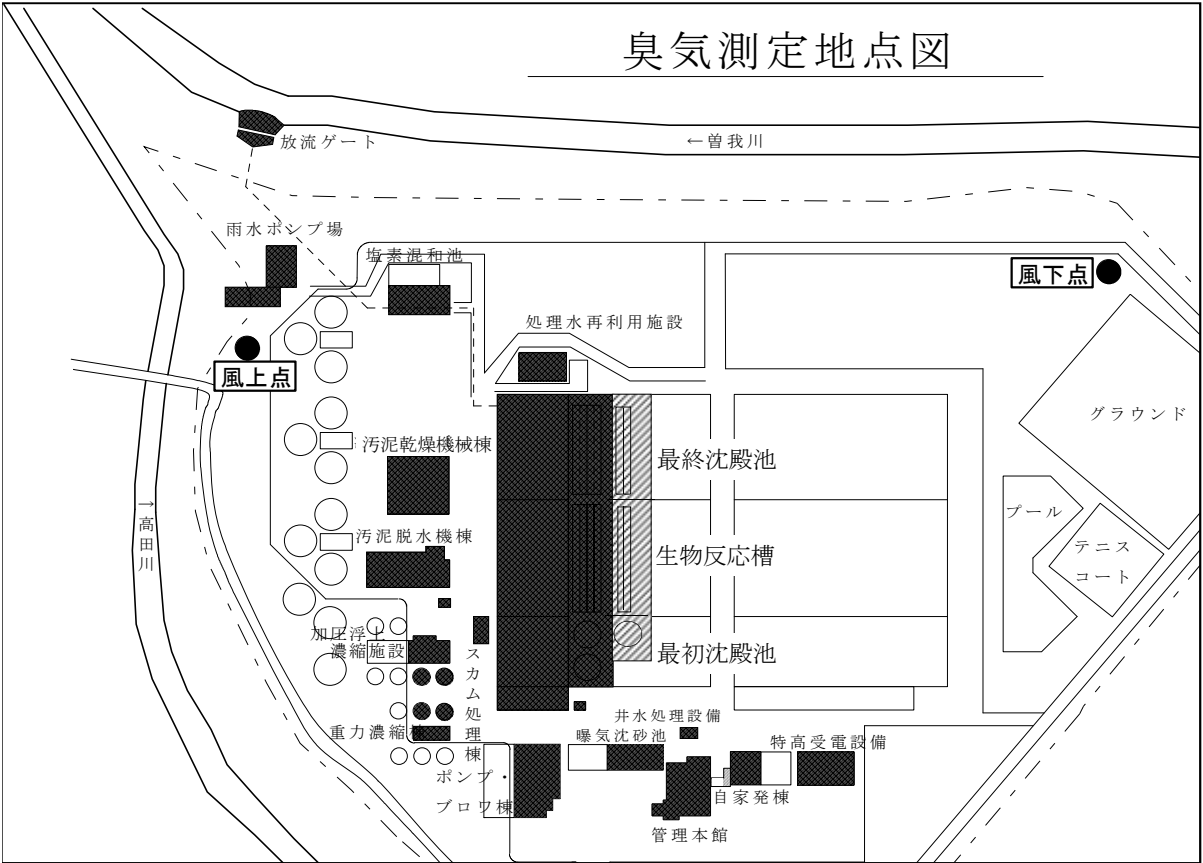 臭気測定地点図
放流ゲート
←曽我川
雨水ポンプ場
塩素混和池
風下点
処理水再利用施設
風上点
グラウンド
汚泥乾燥機械棟
最終沈殿池
プール
→高田川
汚泥脱水機棟
生物反応槽
テニス
コート
加圧浮上
濃縮施設
スカム処理棟
最初沈殿池
井水処理設備
重力濃縮棟
曝気沈砂池
特高受電設備
ポンプ・
ブロワ棟
自家発棟
管理本館